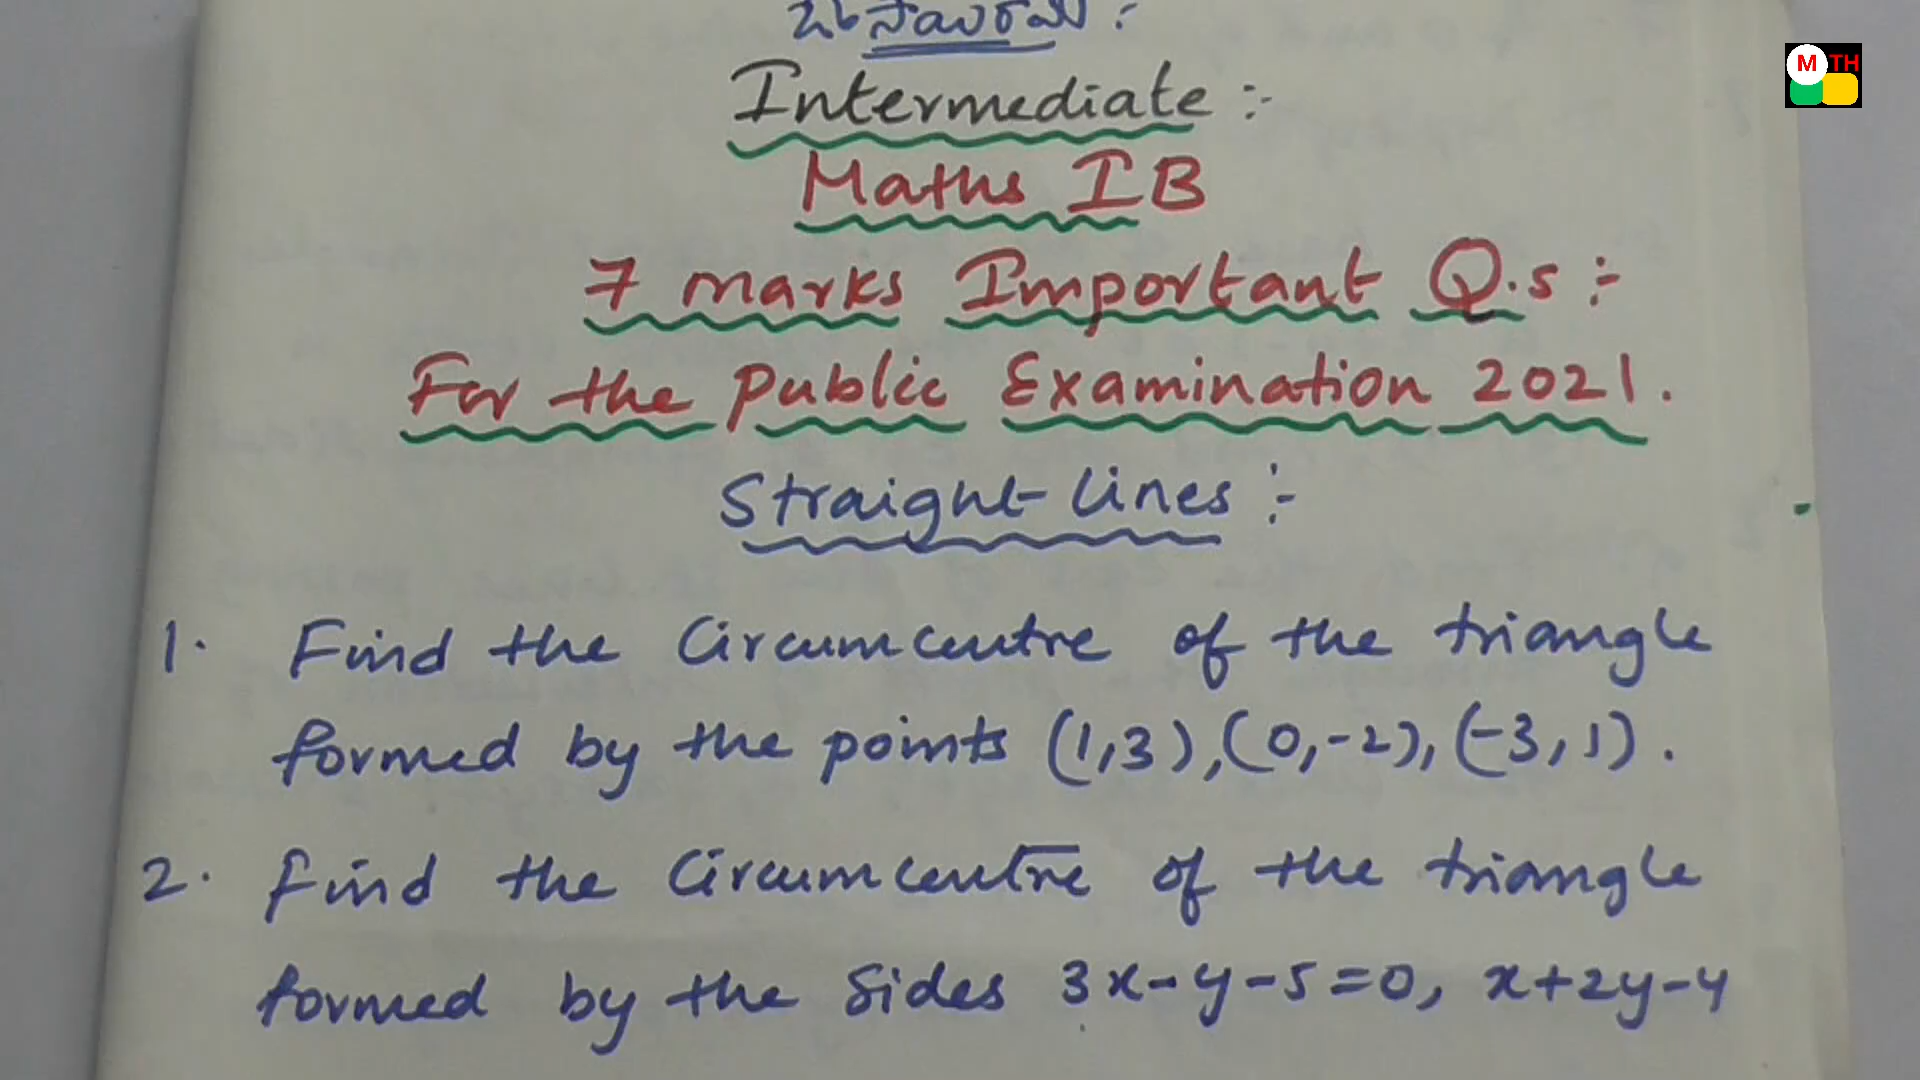 ఓం సాయిరామ్ :
M TH
Intermediate :-
Maths IB
7 marks Important Q.s :-
For the Public Examination 2021.
Straight lines :-
1. Find the Circumcentre of the triangle
formed by the points (1,3),(0,-2),(-3,1).
2. Find the Circumcentre of the triangle
formed by the Sides 3x-y-5=0, x+2y-4